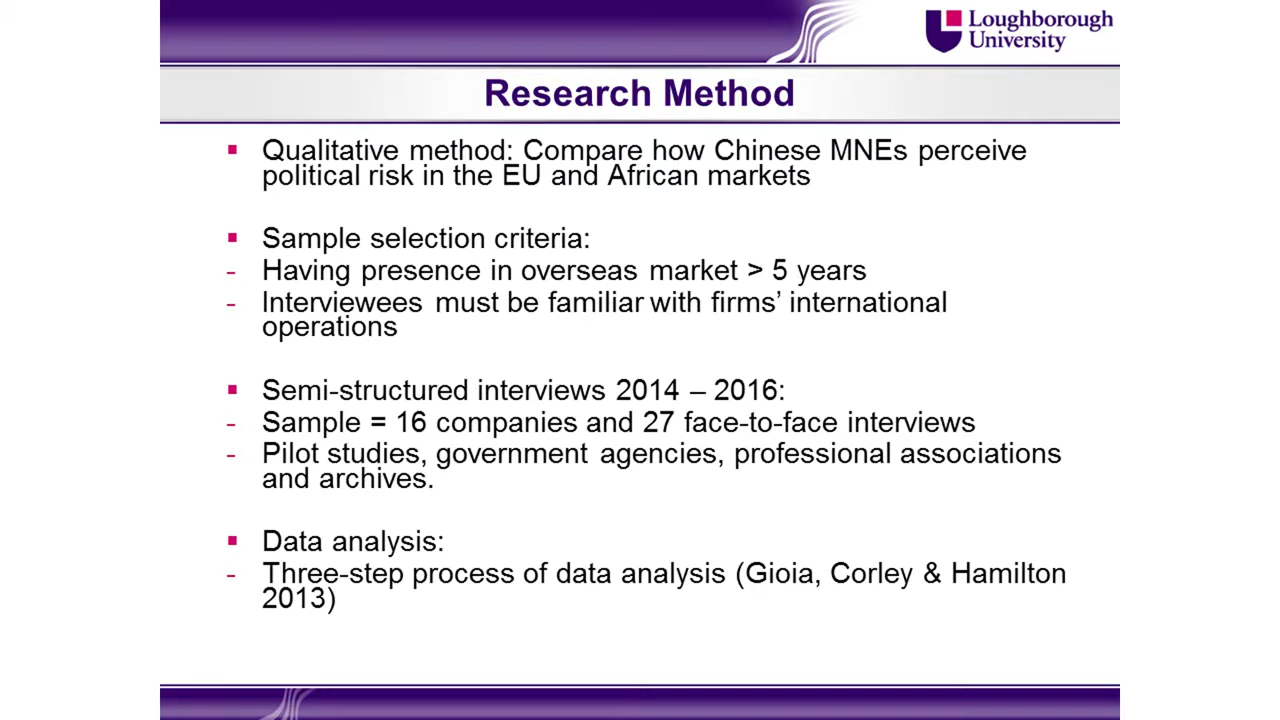 Loughborough
University
Research Method
▪ Qualitative method: Compare how Chinese MNEs perceive
political risk in the EU and African markets
▪ Sample selection criteria:
- Having presence in overseas market > 5 years
- Interviewees must be familiar with firms’ international
operations
▪ Semi-structured interviews 2014 – 2016:
- Sample = 16 companies and 27 face-to-face interviews
- Pilot studies, government agencies, professional associations
and archives.
▪ Data analysis:
- Three-step process of data analysis (Gioia, Corley & Hamilton
2013)